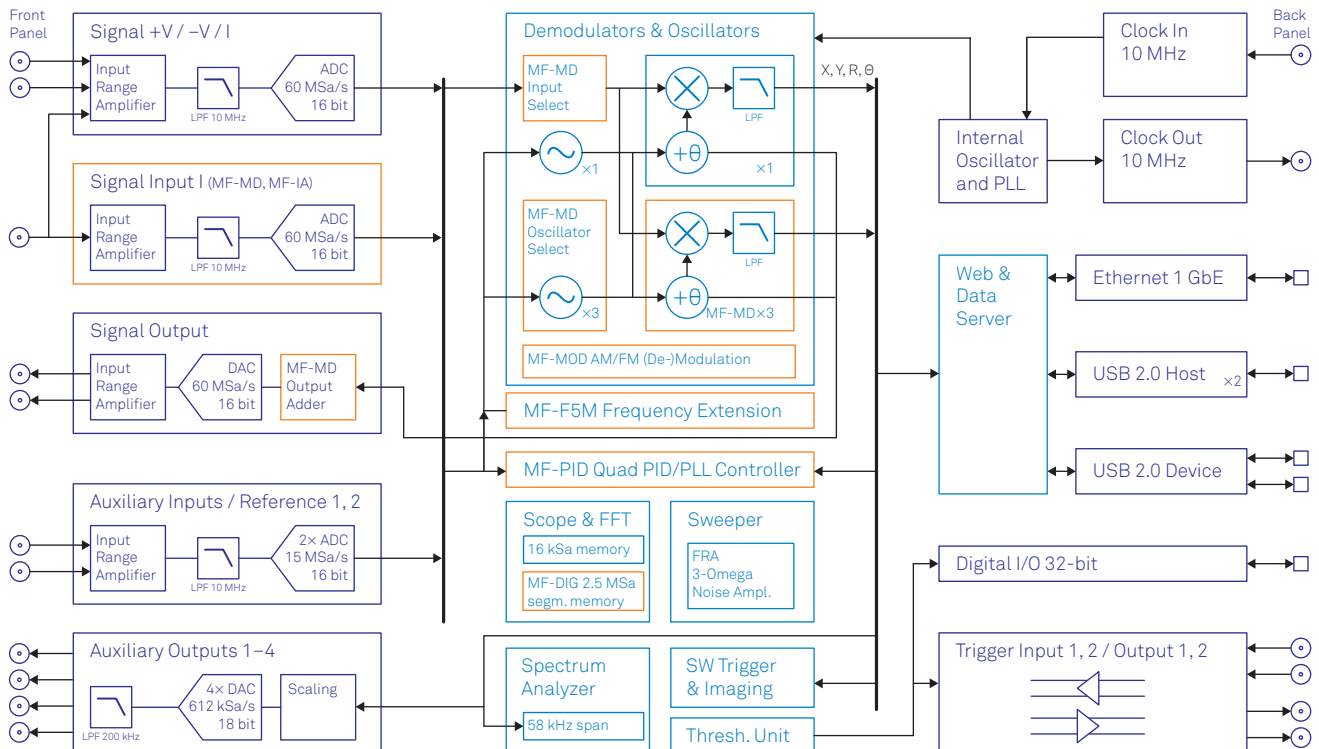 Front
Panel
Signal +V / –V / I
Input
Range
Amplifier
LPF 10 MHz
ADC
60 MSa/s
16 bit
Signal Input I (MF-MD, MF-IA)
Input
Range
Amplifier
LPF 10 MHz
ADC
60 MSa/s
16 bit
Signal Output
Input
Range
Amplifier
DAC
60 MSa/s
16 bit
MF-MD
Output
Adder
Auxiliary Inputs / Reference 1, 2
Input
Range
Amplifier
LPF 10 MHz
2× ADC
15 MSa/s
16 bit
Auxiliary Outputs 1–4
LPF 200 kHz
4× DAC
612 kSa/s
18 bit
Scaling
Demodulators & Oscillators
MF-MD
Input
Select
LPF
×1
+θ
×1
MF-MD
Oscillator
Select
×3
LPF
+θ
MF-MD×3
MF-MOD AM/FM (De-)Modulation
MF-F5M Frequency Extension
MF-PID Quad PID/PLL Controller
Scope & FFT
16 kSa memory
MF-DIG 2.5 MSa
segm. memory
Sweeper
FRA
3-Omega
Noise Ampl.
Spectrum
Analyzer
58 kHz span
SW Trigger
& Imaging
Thresh. Unit
X, Y, R, Θ
Back
Panel
Clock In
10 MHz
Internal
Oscillator
and PLL
Clock Out
10 MHz
Web &
Data
Server
Ethernet 1 GbE
USB 2.0 Host ×2
USB 2.0 Device
Digital I/O 32-bit
Trigger Input 1, 2 / Output 1, 2